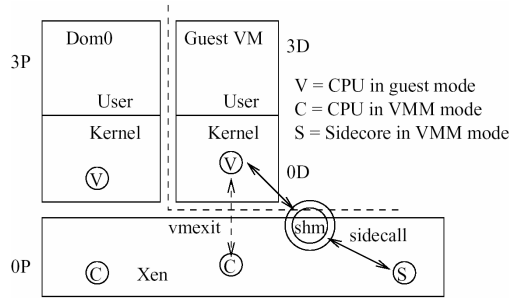 Dom0
Guest VM
3D
3P
V = CPU in guest mode
C = CPU in VMM mode
S = Sidecore in VMM mode
User
User
Kernel
Kernel
V
V
0D
vmexit
shm
sidecall
0P
C
Xen
C
S